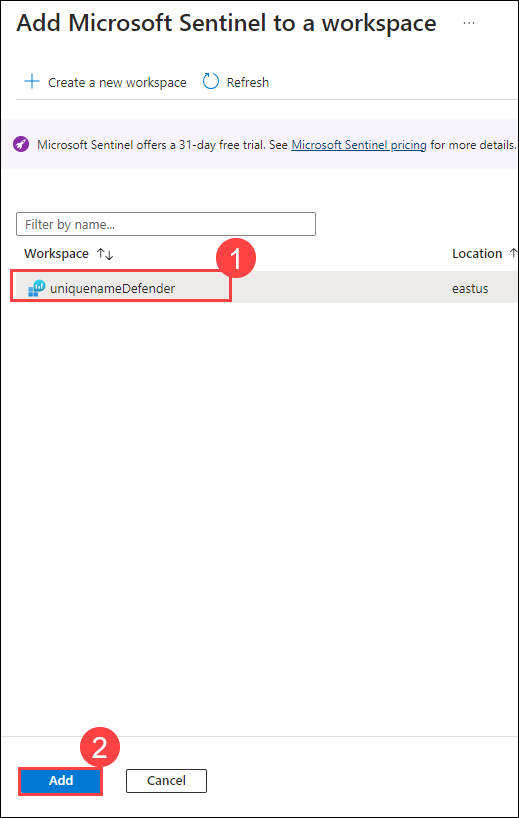 Add Microsoft Sentinel to a workspace ...
Create a new workspace Refresh
Microsoft Sentinel offers a 31-day free trial. See Microsoft Sentinel pricing for more details.
Filter by name...
Workspace ↑↓ 1 Location ↑
uniquenameDefender eastus
2
Add Cancel